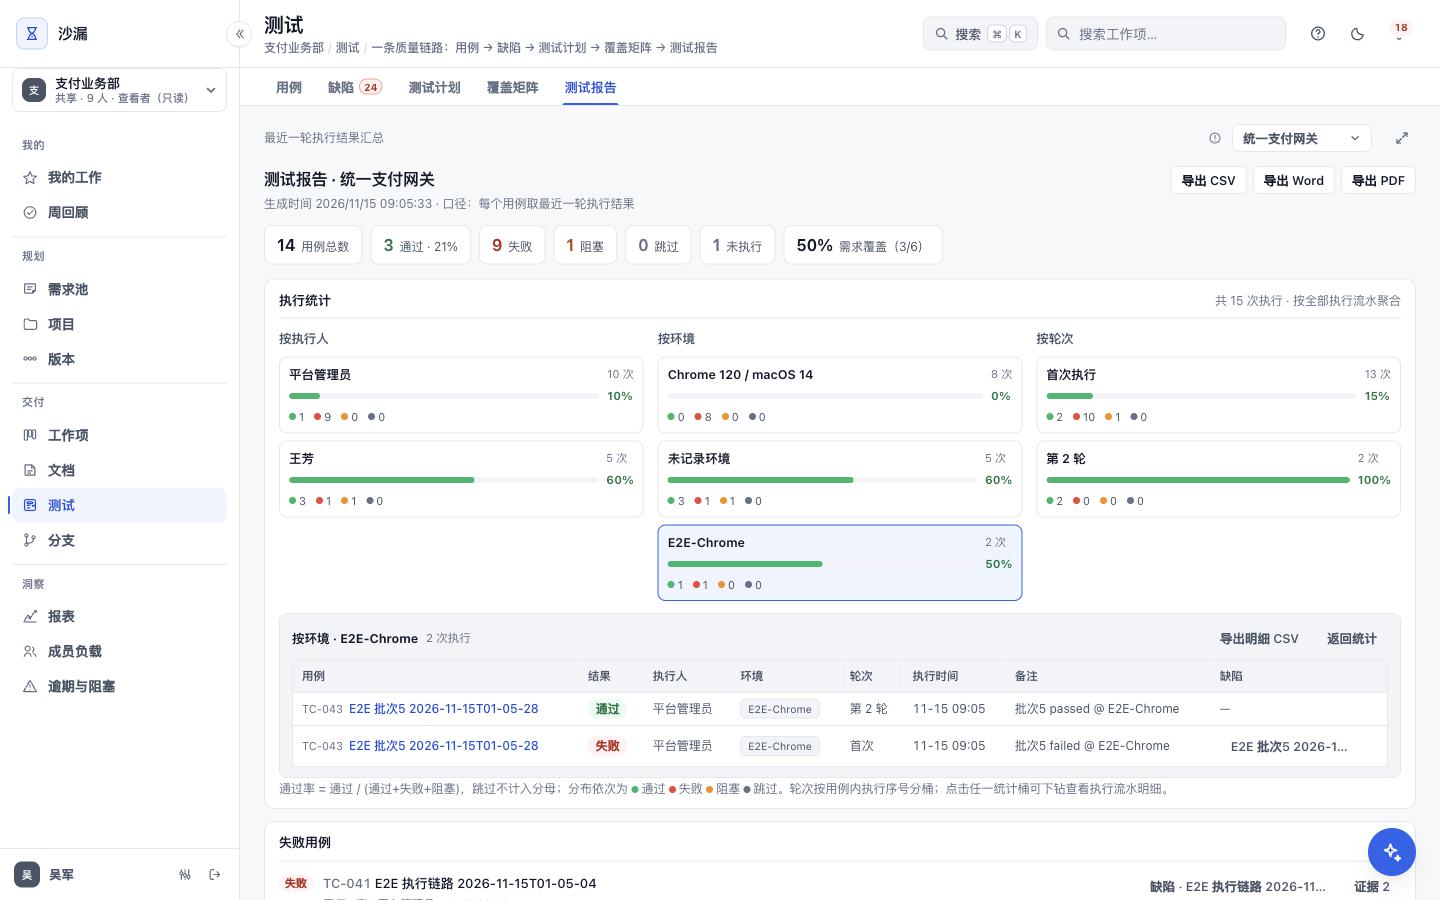 沙漏
支付业务部
共享 · 9 人 · 查看者（只读）
我的
我的工作
周回顾
规划
需求池
项目
版本
交付
工作项
文档
测试
分支
洞察
报表
成员负载
逾期与阻塞
吴 吴军
测试
支付业务部 / 测试 / 一条质量链路：用例 → 缺陷 → 测试计划 → 覆盖矩阵 → 测试报告
搜索 ⌘ K
搜索工作项...
18
用例 缺陷 24 测试计划 覆盖矩阵 测试报告
最近一轮执行结果汇总
统一支付网关
测试报告 · 统一支付网关
生成时间 2026/11/15 09:05:33 · 口径：每个用例取最近一轮执行结果
导出 CSV 导出 Word 导出 PDF
14 用例总数 3 通过 · 21% 9 失败 1 阻塞 0 跳过 1 未执行 50% 需求覆盖（3/6）
执行统计 共 15 次执行 · 按全部执行流水聚合
按执行人
平台管理员 10 次
10%
1 9 0 0
王芳 5 次
60%
3 1 1 0
按环境
Chrome 120 / macOS 14 8 次
0%
0 8 0 0
未记录环境 5 次
60%
3 1 1 0
E2E-Chrome 2 次
50%
1 1 0 0
按轮次
首次执行 13 次
15%
2 10 1 0
第 2 轮 2 次
100%
2 0 0 0
按环境 · E2E-Chrome 2 次执行 导出明细 CSV 返回统计
用例 结果 执行人 环境 轮次 执行时间 备注 缺陷
TC-043 E2E 批次5 2026-11-15T01-05-28 通过 平台管理员 E2E-Chrome 第 2 轮 11-15 09:05 批次5 passed @ E2E-Chrome —
TC-043 E2E 批次5 2026-11-15T01-05-28 失败 平台管理员 E2E-Chrome 首次 11-15 09:05 批次5 failed @ E2E-Chrome E2E 批次5 2026-1...
通过率 = 通过 / (通过+失败+阻塞)，跳过不计入分母；分布依次为 ● 通过 ● 失败 ● 阻塞 ● 跳过。轮次按用例内执行序号分桶；点击任一统计桶可下钻查看执行流水明细。
失败用例
失败 TC-041 E2E 执行链路 2026-11-15T01-05-04 缺陷 · E2E 执行链路 2026-11... 证据 2